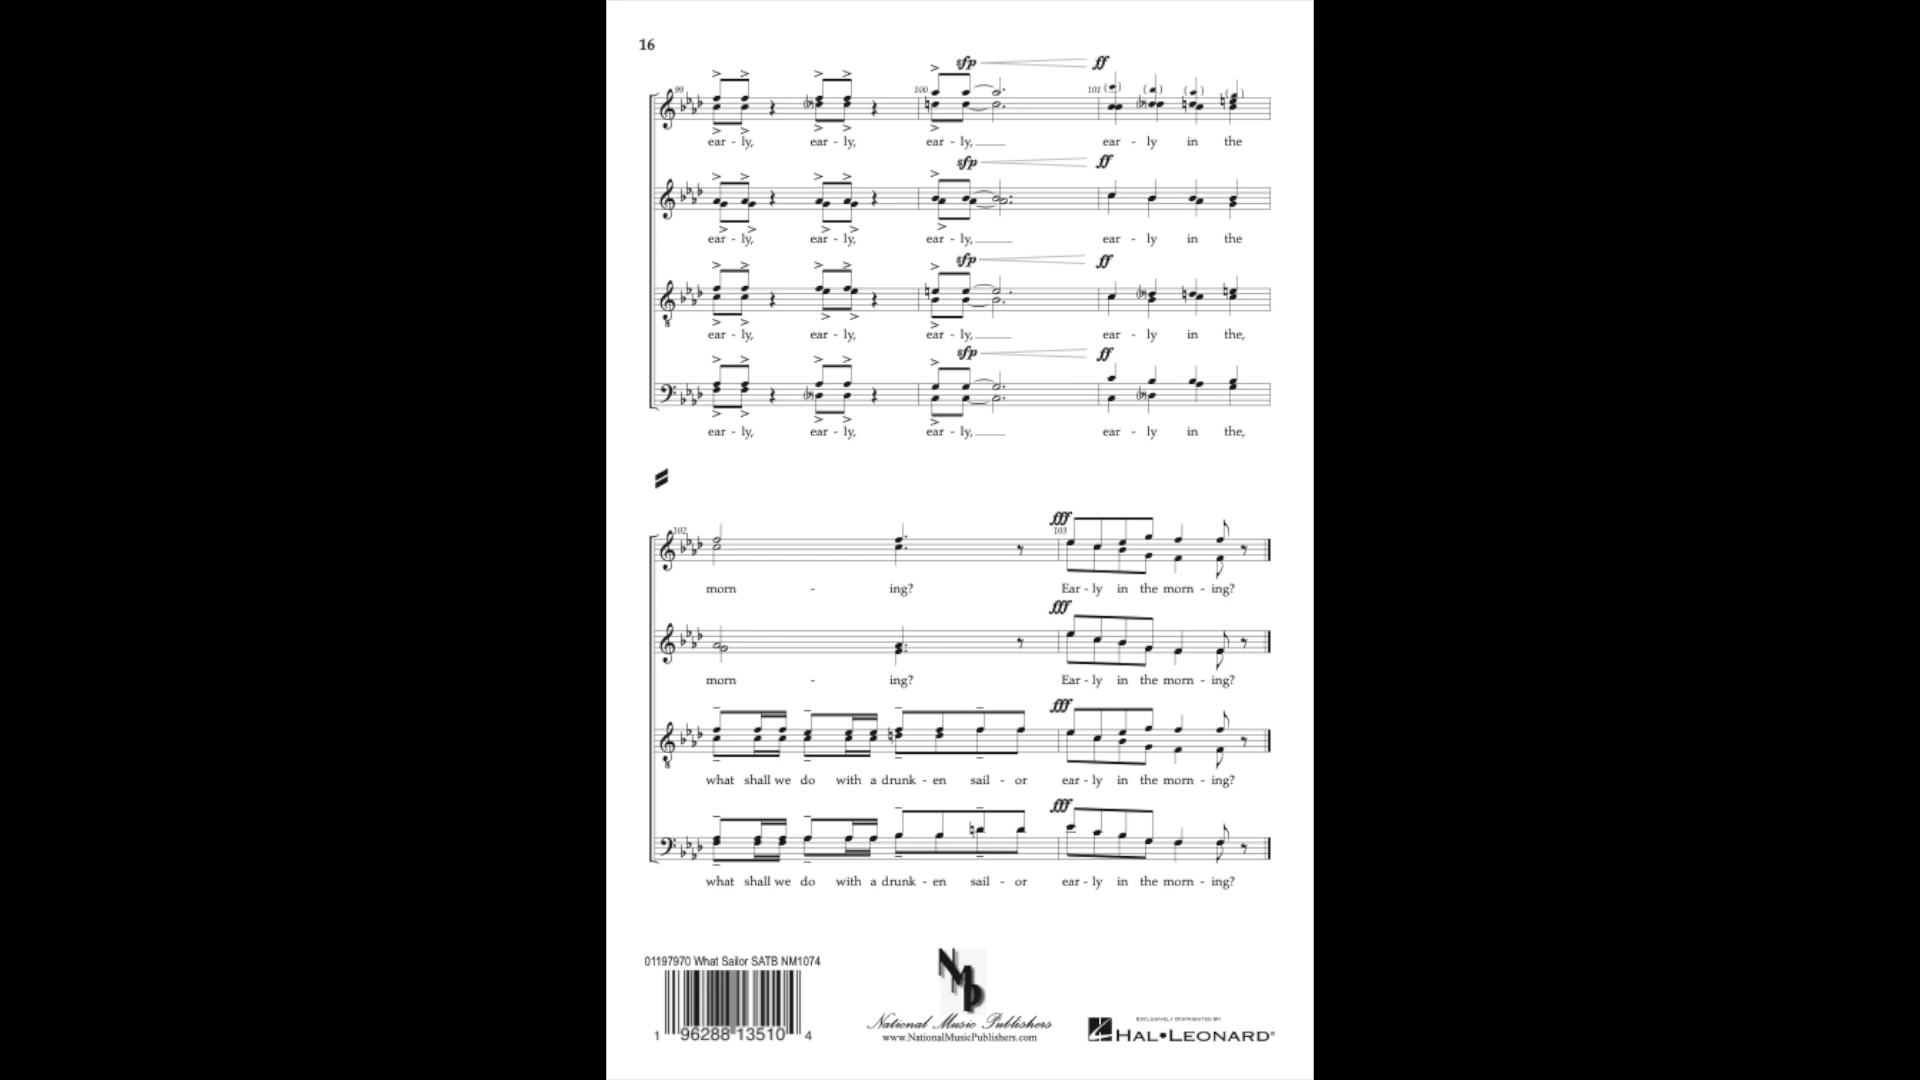 16
sfp ff
99 100 101
ear - ly, ear - ly, ear - ly, ear - ly in the
sfp ff
ear - ly, ear - ly, ear - ly, ear - ly in the
sfp ff
ear - ly, ear - ly, ear - ly, ear - ly in the,
sfp ff
ear - ly, ear - ly, ear - ly, ear - ly in the,
fff
102 103
morn - ing? Ear - ly in the morn - ing?
fff
morn - ing? Ear - ly in the morn - ing?
fff
what shall we do with a drunk - en sail - or ear - ly in the morn - ing?
fff
what shall we do with a drunk - en sail - or ear - ly in the morn - ing?
01197970 What Sailor SATB NM1074
1 96288 13510 4
NMP
National Music Publishers
www.NationalMusicPublishers.com
EXCLUSIVELY DISTRIBUTED BY
HAL•LEONARD®